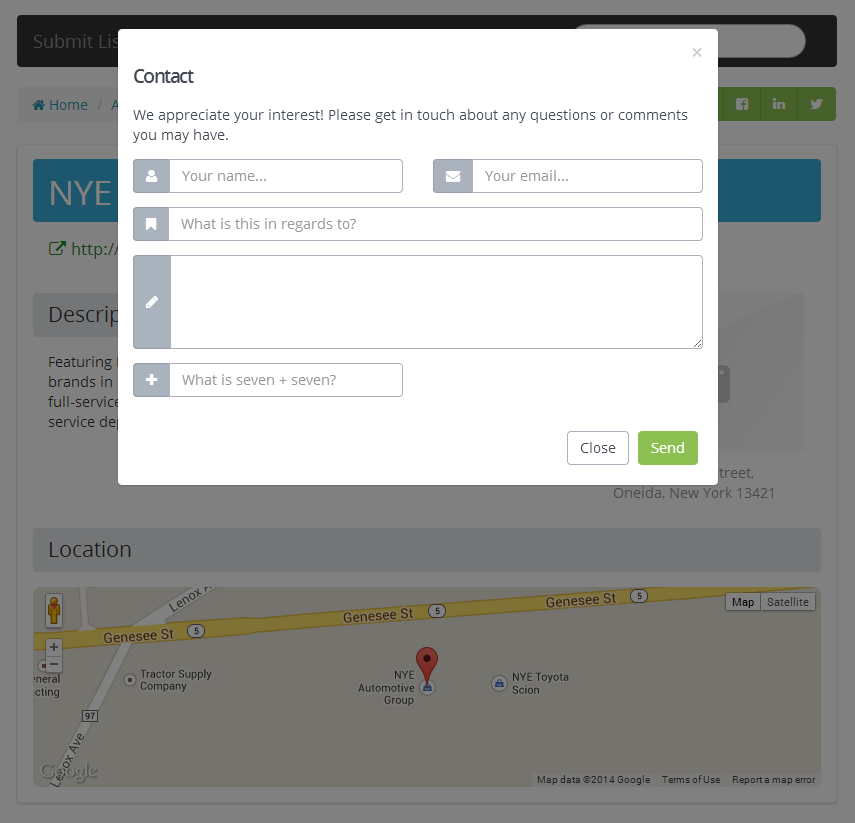 Submit Lis
×
Contact
We appreciate your interest! Please get in touch about any questions or comments
you may have.
Home / A
Your name...
Your email...
NYE
What is this in regards to?
http://
Descrip
Featuring
brands in
full-service
service dep
What is seven + seven?
Close
Send
treet,
Oneida, New York 13421
Location
Lenox A
Genesee St 5
Genesee St 5
Genesee St 5
Map
Satellite
+
−
neral
cting
Tractor Supply
Company
NYE
Automotive
Group
NYE Toyota
Scion
97
Lenox Ave
Google
Map data ©2014 Google
Terms of Use
Report a map error